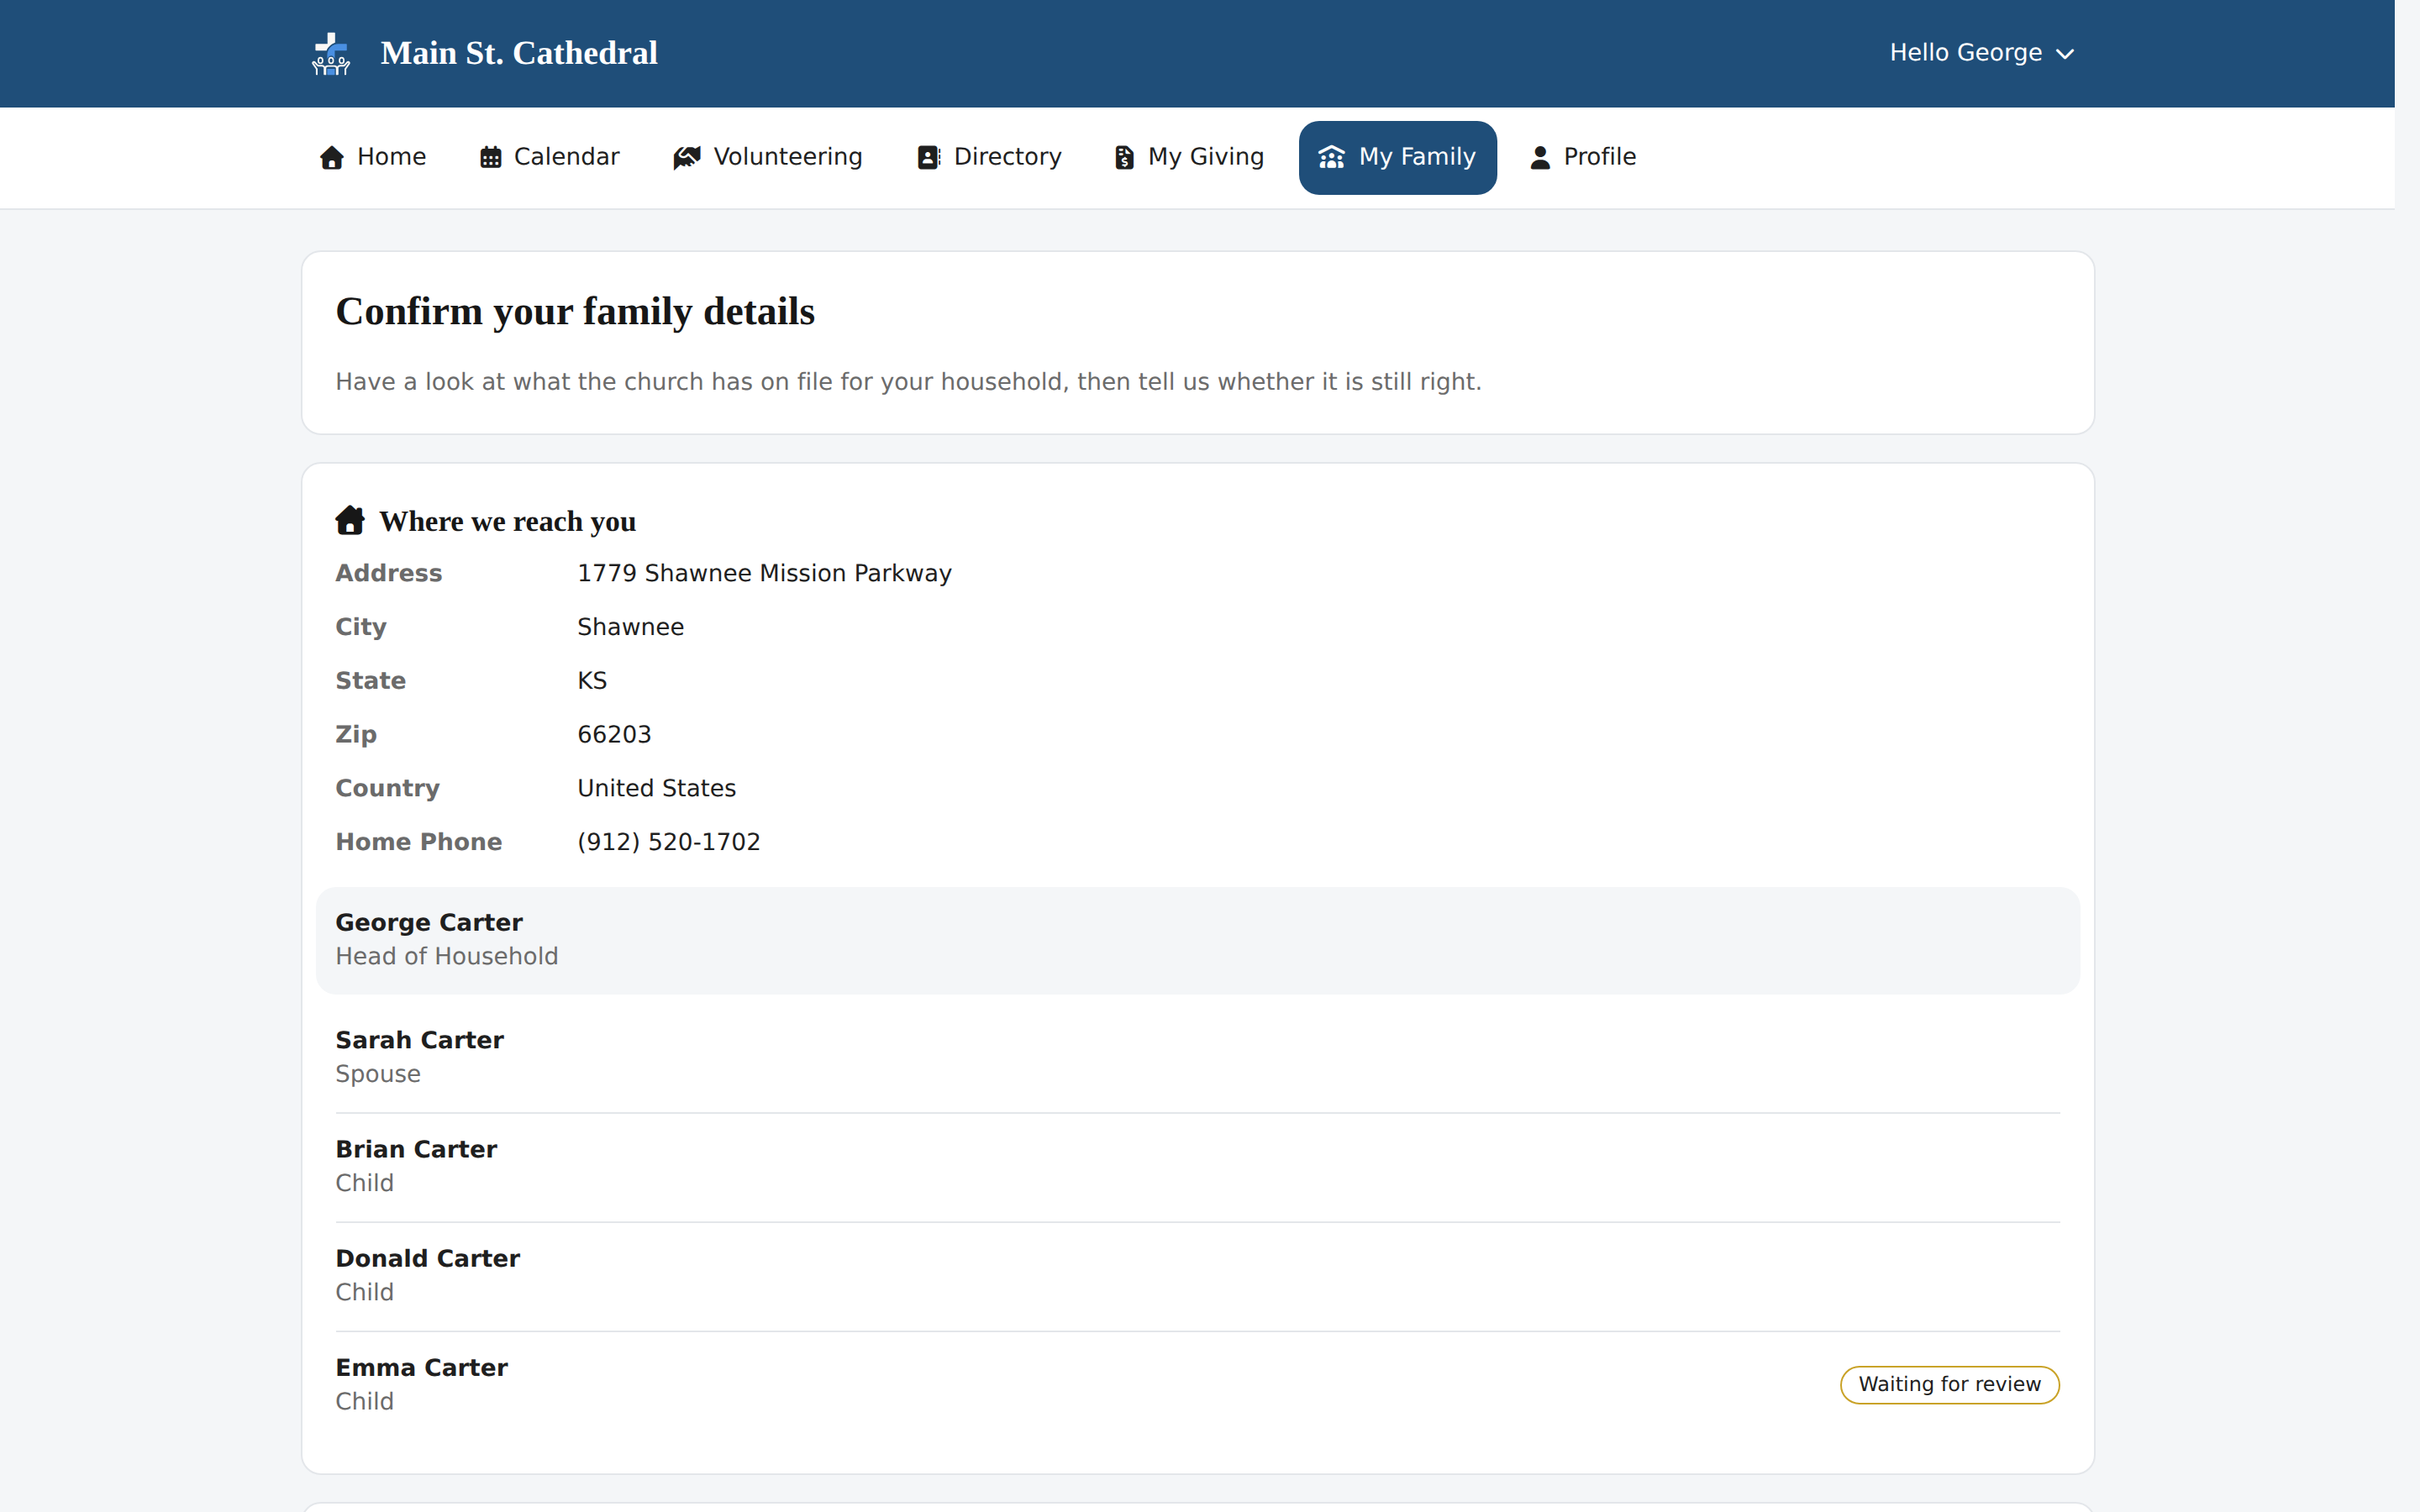 Main St. Cathedral
Hello George
Home
Calendar
Volunteering
Directory
My Giving
My Family
Profile
Confirm your family details
Have a look at what the church has on file for your household, then tell us whether it is still right.
Where we reach you
Address 1779 Shawnee Mission Parkway
City Shawnee
State KS
Zip 66203
Country United States
Home Phone (912) 520-1702
George Carter
Head of Household
Sarah Carter
Spouse
Brian Carter
Child
Donald Carter
Child
Emma Carter
Child
Waiting for review